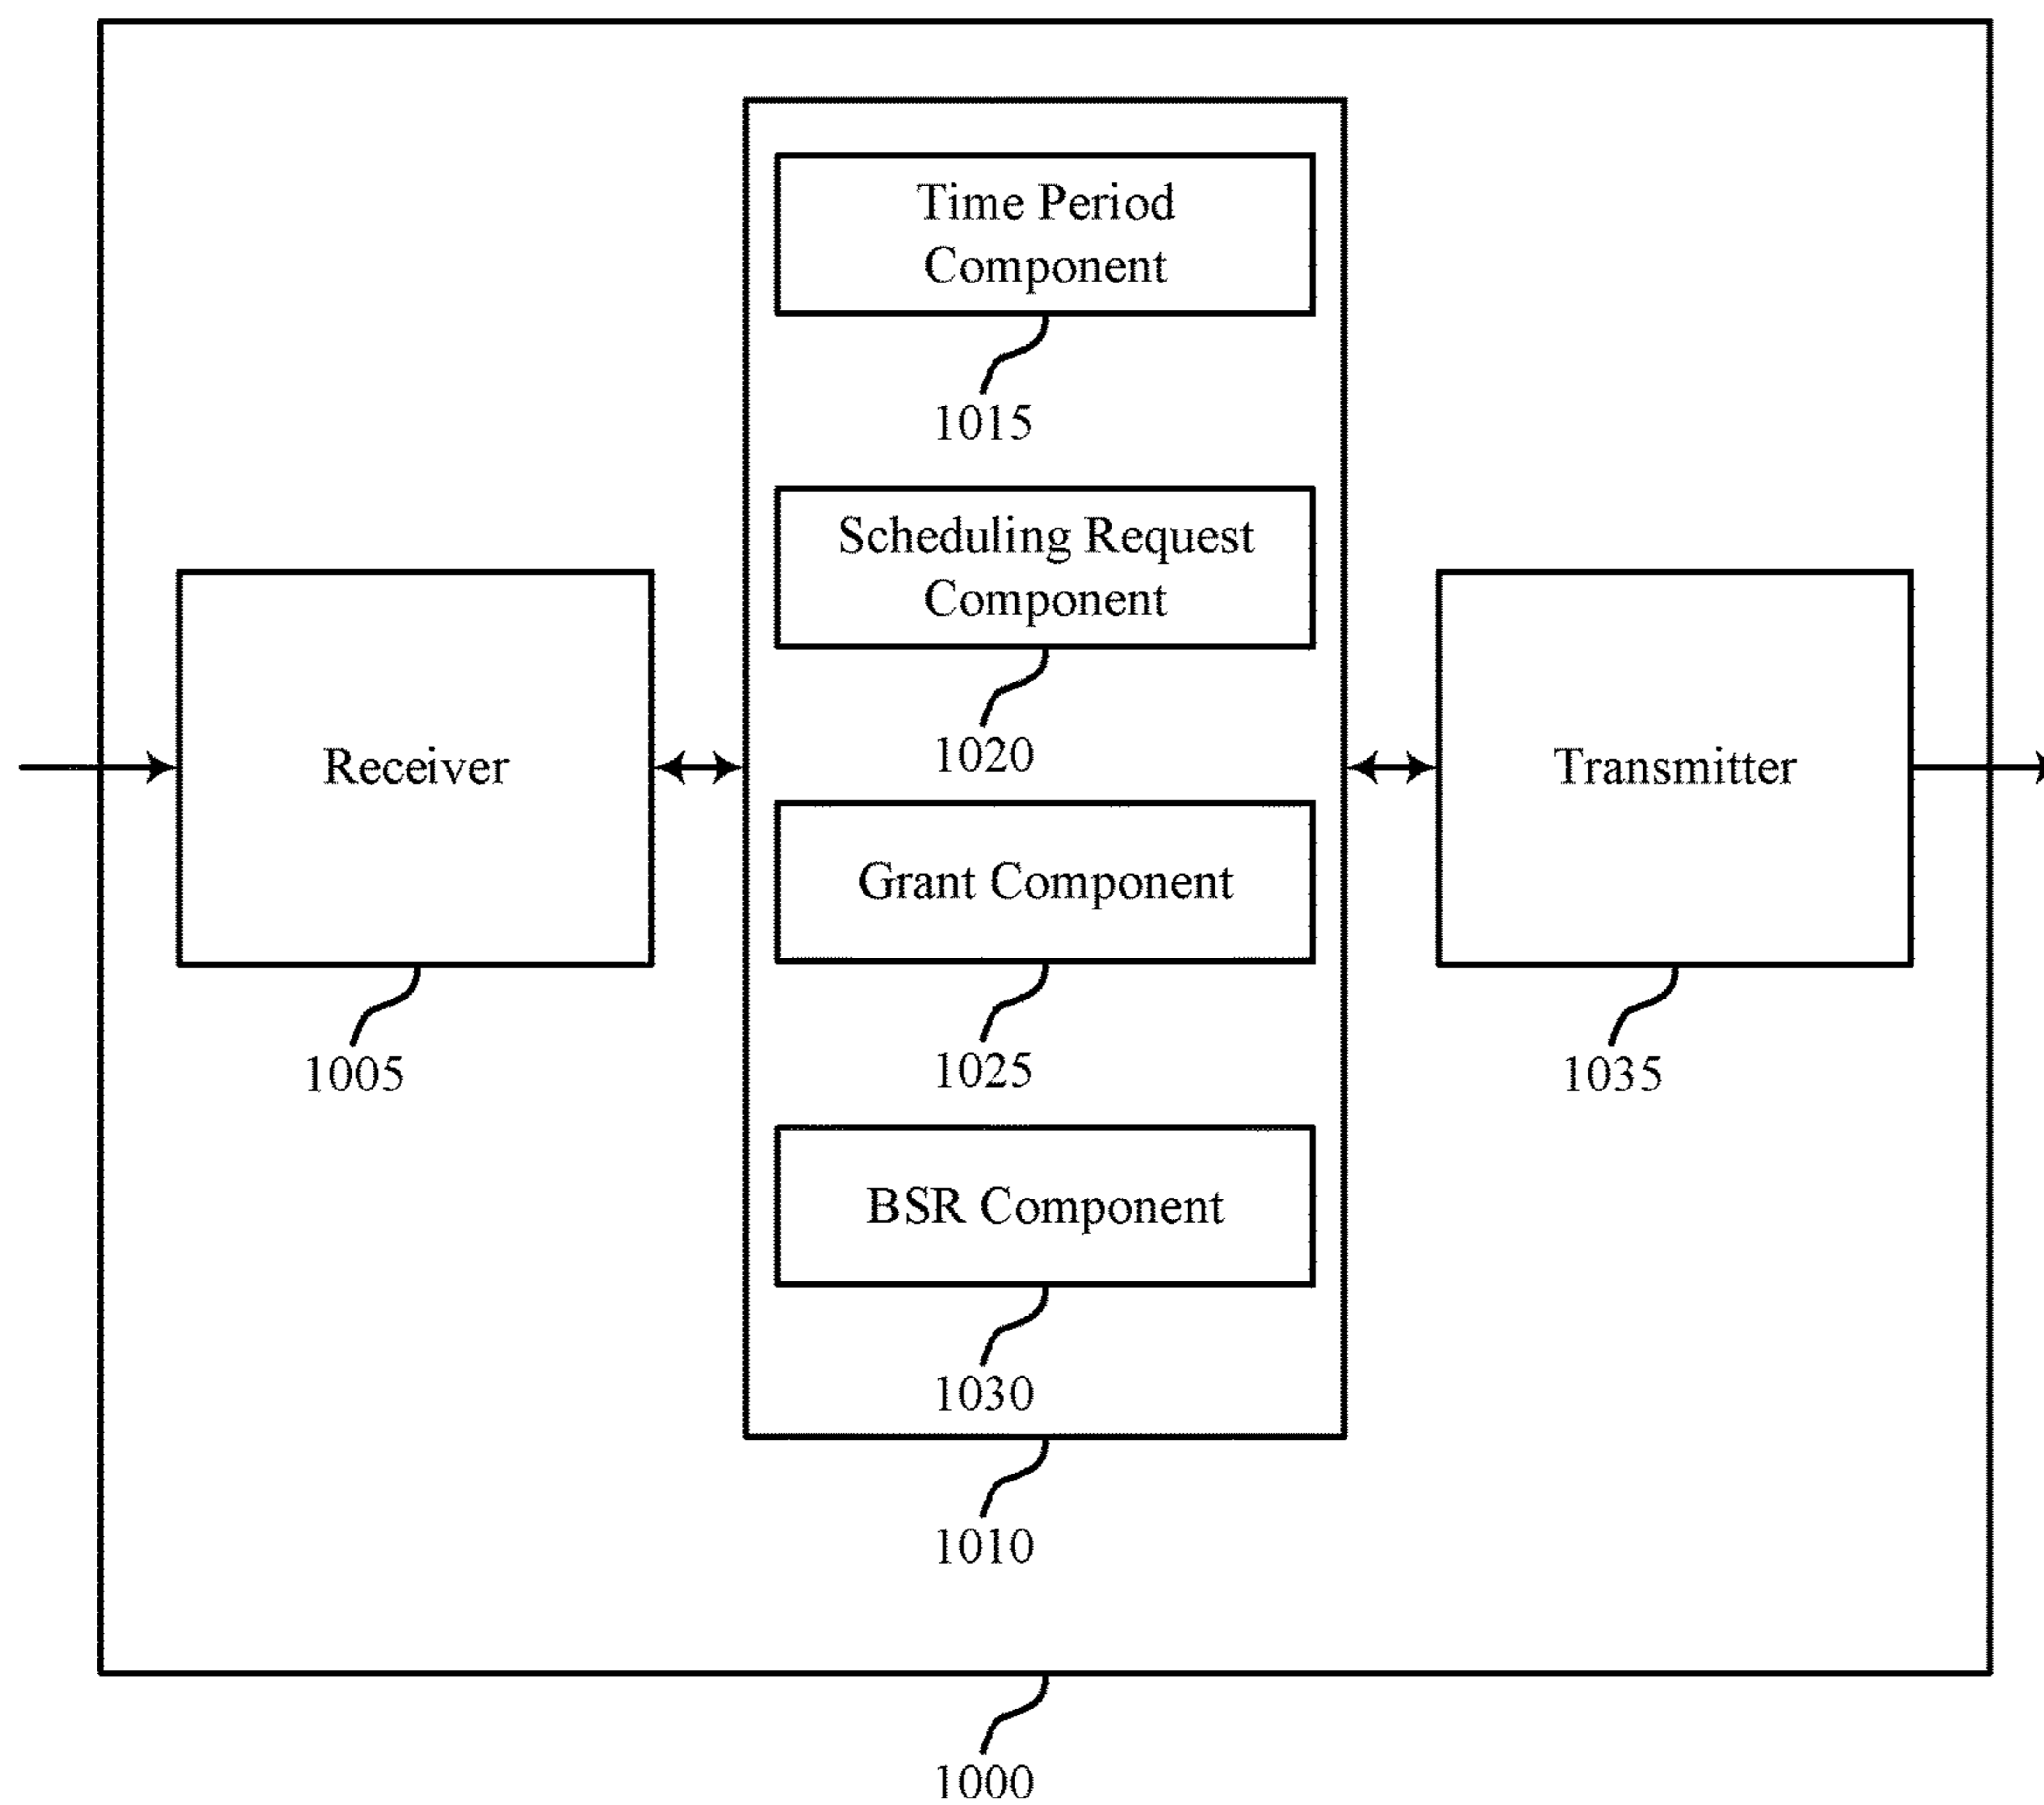 Time Period
Component
1015
Scheduling Request
Component
1020
Receiver
1005
Grant Component
1025
BSR Component
1030
1010
Transmitter
1035
1000